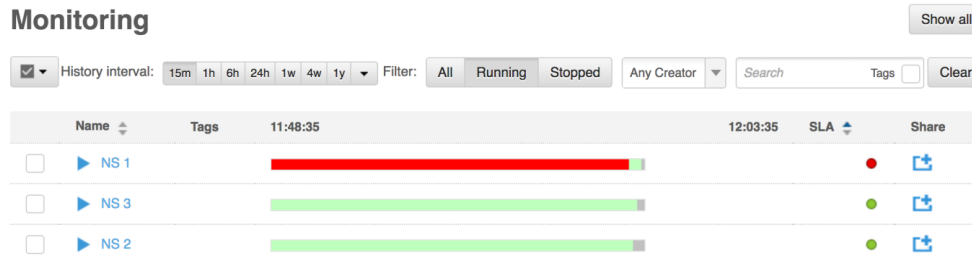 Monitoring
Show all
History interval: 15m 1h 6h 24h 1w 4w 1y Filter: All Running Stopped Any Creator Search Tags Clear
Name Tags 11:48:35 12:03:35 SLA Share
NS 1
NS 3
NS 2